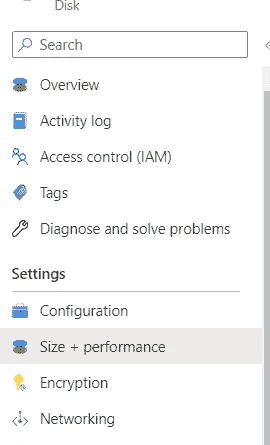 Disk
Search
Overview
Activity log
Access control (IAM)
Tags
Diagnose and solve problems
Settings
Configuration
Size + performance
Encryption
Networking